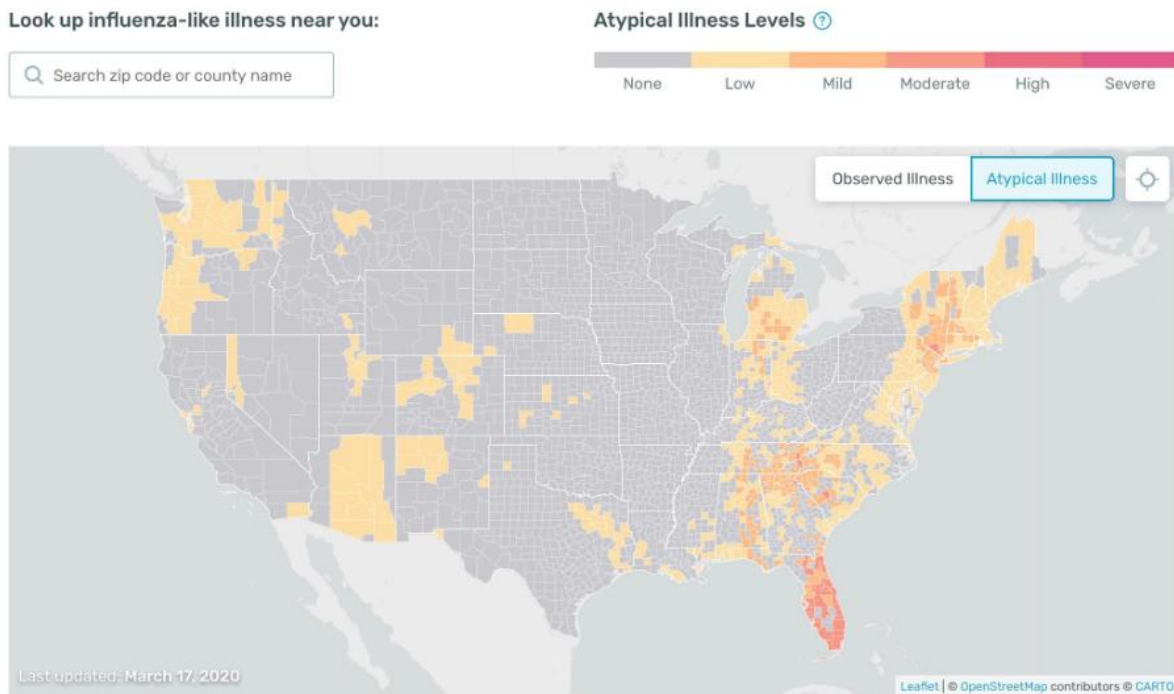 Look up influenza-like illness near you:
Search zip code or county name
Atypical Illness Levels ?
None Low Mild Moderate High Severe
Observed Illness Atypical Illness
Last updated: March 17, 2020
Leaflet | © OpenStreetMap contributors © CARTO